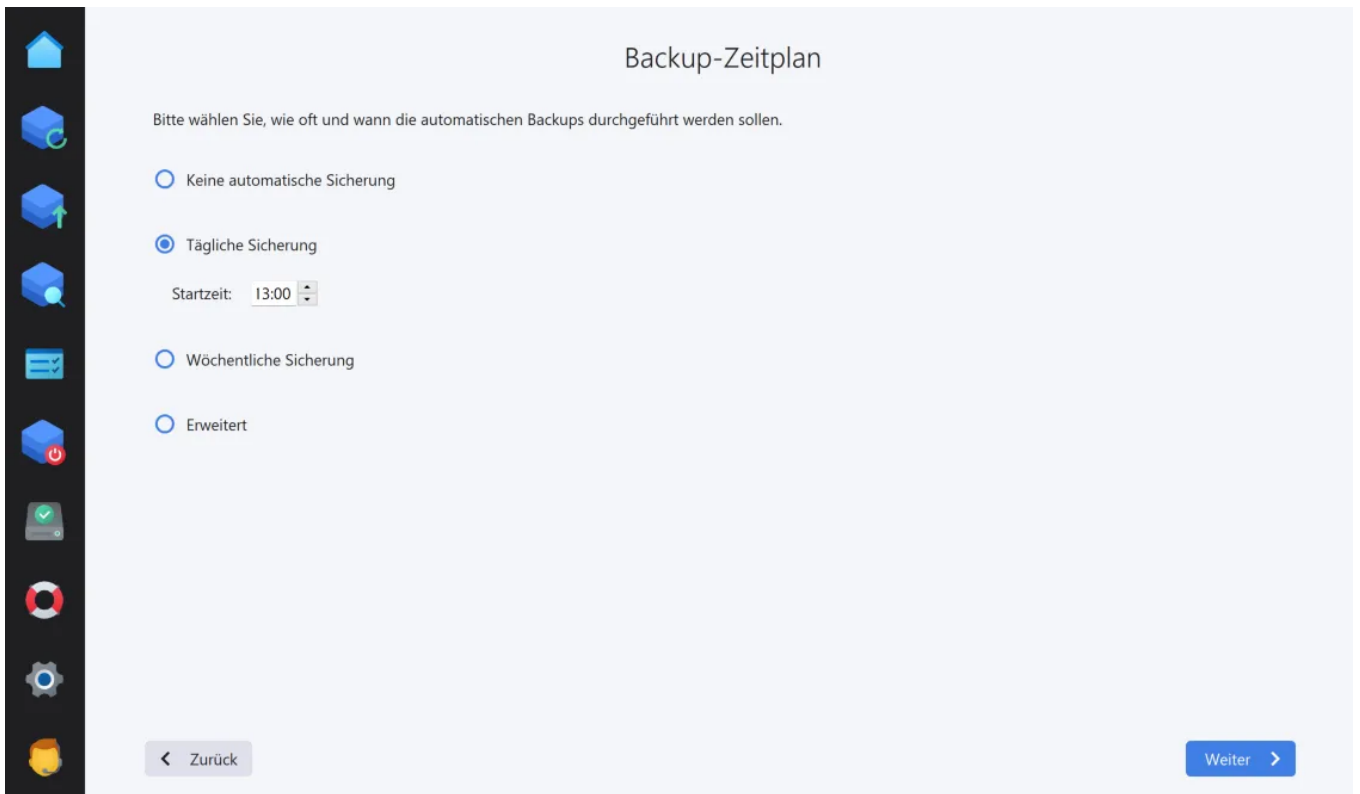 Backup-Zeitplan
Bitte wählen Sie, wie oft und wann die automatischen Backups durchgeführt werden sollen.
Keine automatische Sicherung
Tägliche Sicherung
Startzeit: 13:00
Wöchentliche Sicherung
Erweitert
Zurück
Weiter